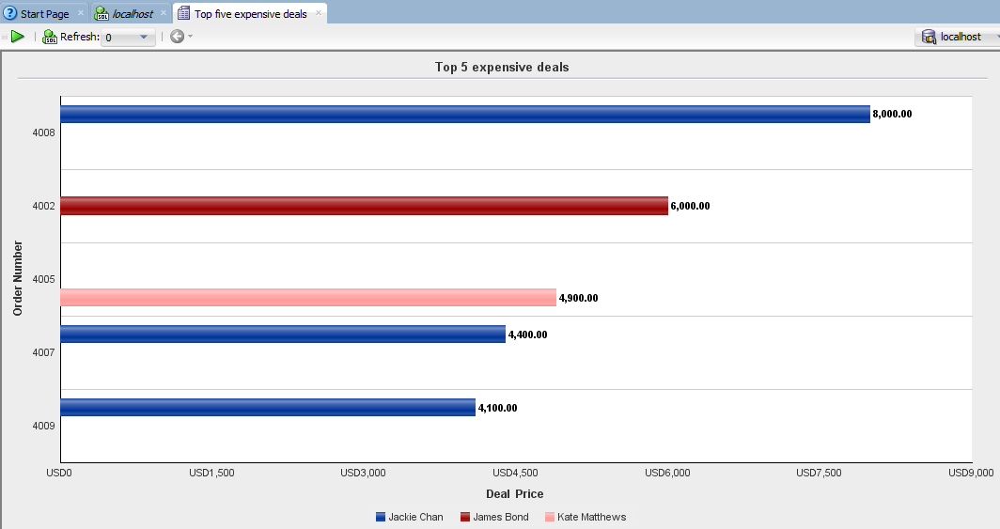 Start Page localhost Top five expensive deals
Refresh: 0 localhost
Top 5 expensive deals
Order Number
4008 8,000.00
4002 6,000.00
4005 4,900.00
4007 4,400.00
4009 4,100.00
USD0 USD1,500 USD3,000 USD4,500 USD6,000 USD7,500 USD9,000
Deal Price
Jackie Chan James Bond Kate Matthews